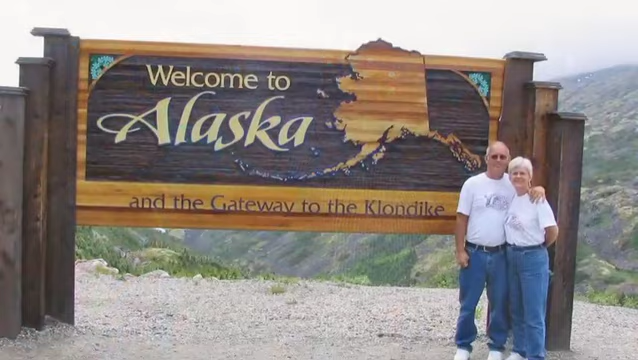 Welcome to
Alaska
and the Gateway to the Klondike